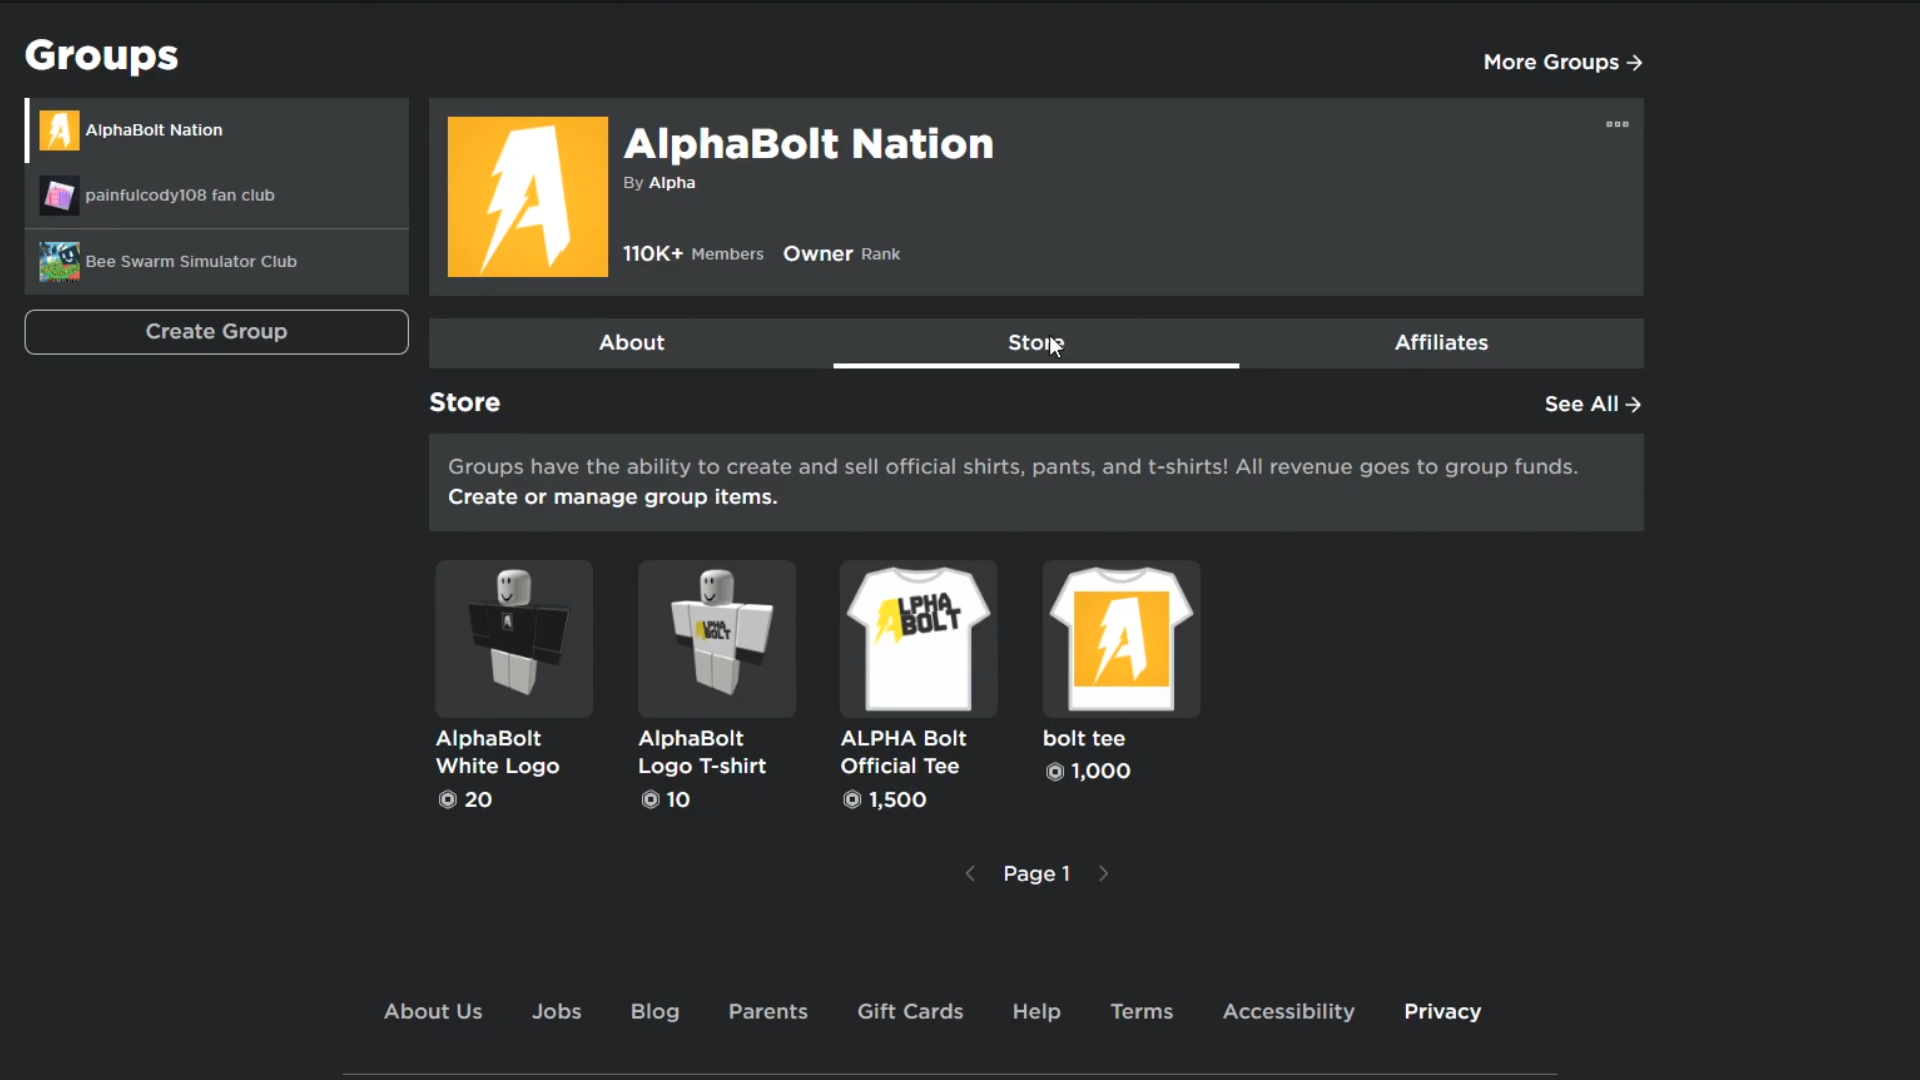 Groups
More Groups →
AlphaBolt Nation
painfulcody108 fan club
Bee Swarm Simulator Club
Create Group
AlphaBolt Nation
By Alpha
110K+ Members Owner Rank
About Store Affiliates
Store
See All →
Groups have the ability to create and sell official shirts, pants, and t-shirts! All revenue goes to group funds.
Create or manage group items.
A
ALPHA
BOLT
ALPHA
BOLT
A
AlphaBolt
White Logo
20
AlphaBolt
Logo T-shirt
10
ALPHA Bolt
Official Tee
1,500
bolt tee
1,000
Page 1
About Us Jobs Blog Parents Gift Cards Help Terms Accessibility Privacy